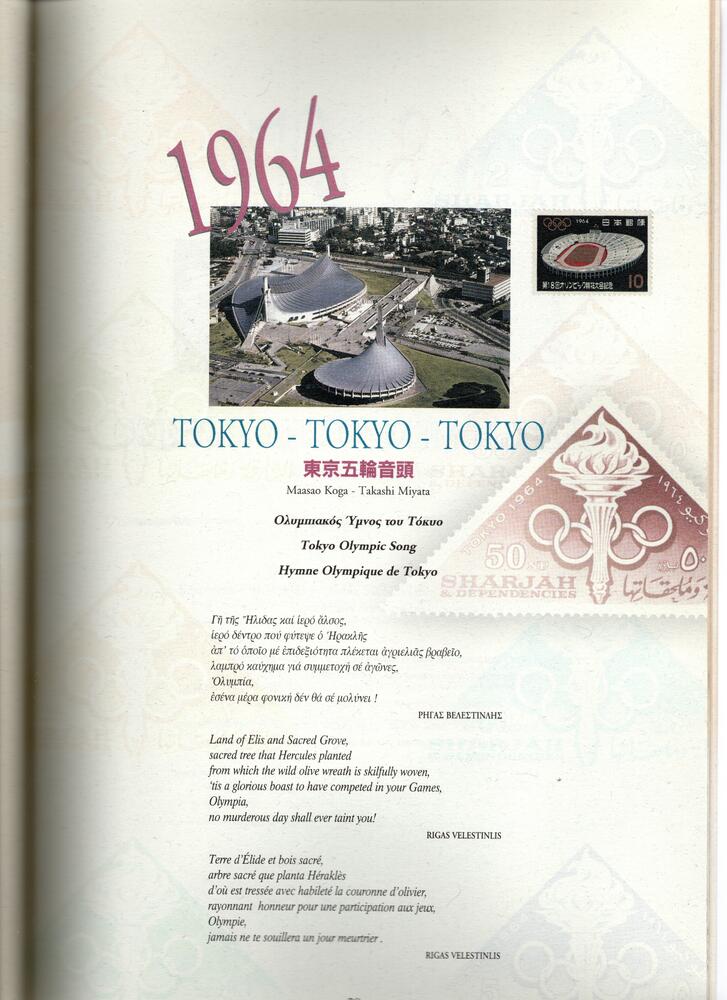 1964
1964 日本郵便
第18回オリンピック競技大会記念
10
TOKYO - TOKYO - TOKYO
東京五輪音頭
Maasao Koga - Takashi Miyata
Ολυμπιακός Ύμνος του Τόκυο
Tokyo Olympic Song
Hymne Olympique de Tokyo
TOKYO 1964
١٩٦٤
50 NP
٥٠
SHARJAH
& DEPENDENCIES
Γῆ τῆς Ἤλιδας καί ἱερό ἄλσος,
ἱερό δέντρο πού φύτεψε ὁ Ἡρακλῆς
ἀπ' τό ὁποῖο μέ ἐπιδεξιότητα πλέκεται ἀγριελιᾶς βραβεῖο,
λαμπρό καύχημα γιά συμμετοχή σέ ἀγῶνες,
Ὀλυμπία,
ἐσένα μέρα φονική δέν θά σέ μολύνει !
ΡΗΓΑΣ ΒΕΛΕΣΤΙΝΛΗΣ
Land of Elis and Sacred Grove,
sacred tree that Hercules planted
from which the wild olive wreath is skilfully woven,
'tis a glorious boast to have competed in your Games,
Olympia,
no murderous day shall ever taint you!
RIGAS VELESTINLIS
Terre d'Élide et bois sacré,
arbre sacré que planta Héraklès
d'où est tressée avec habileté la couronne d'olivier,
rayonnant honneur pour une participation aux jeux,
Olympie,
jamais ne te souillera un jour meurtrier .
RIGAS VELESTINLIS